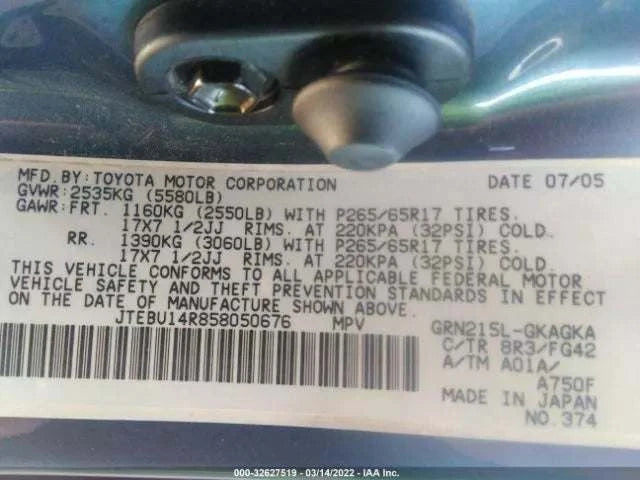 MFD. BY: TOYOTA MOTOR CORPORATION DATE 07/05
GVWR: 2535KG (5580LB)
GAWR: FRT. 1160KG (2550LB) WITH P265/65R17 TIRES.
17X7 1/2JJ RIMS. AT 220KPA (32PSI) COLD.
RR. 1390KG (3060LB) WITH P265/65R17 TIRES.
17X7 1/2JJ RIMS. AT 220KPA (32PSI) COLD.
THIS VEHICLE CONFORMS TO ALL APPLICABLE FEDERAL MOTOR
VEHICLE SAFETY AND THEFT PREVENTION STANDARDS IN EFFECT
ON THE DATE OF MANUFACTURE SHOWN ABOVE.
JTEBU14R858050676 MPV GRN215L-GKAGKA
C/TR 8R3/FG42
A/TM A01A/
A750F
MADE IN JAPAN
NO.374
000-32627519 - 03/14/2022 - IAA Inc.